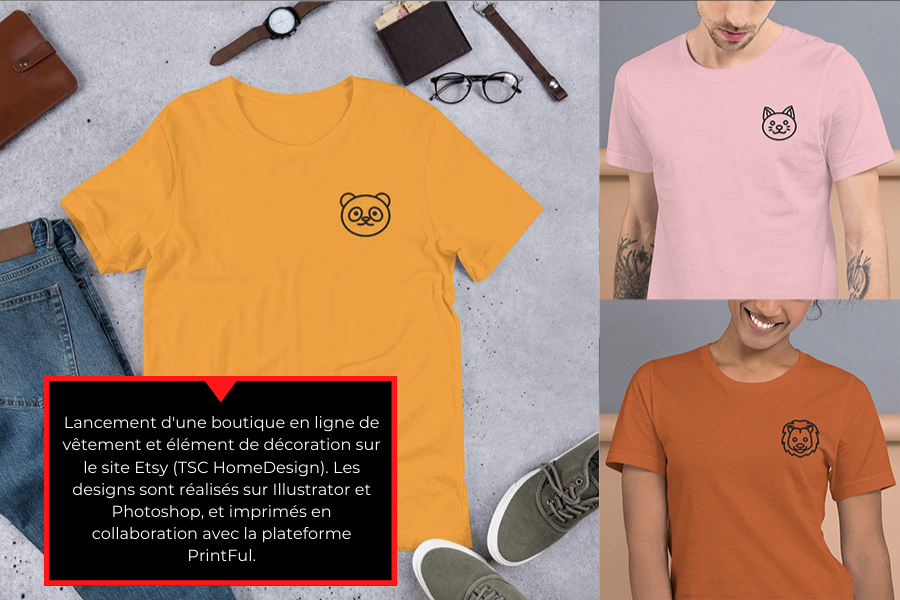 Lancement d'une boutique en ligne de
vêtement et élément de décoration sur
le site Etsy (TSC HomeDesign). Les
designs sont réalisés sur Illustrator et
Photoshop, et imprimés en
collaboration avec la plateforme
PrintFul.